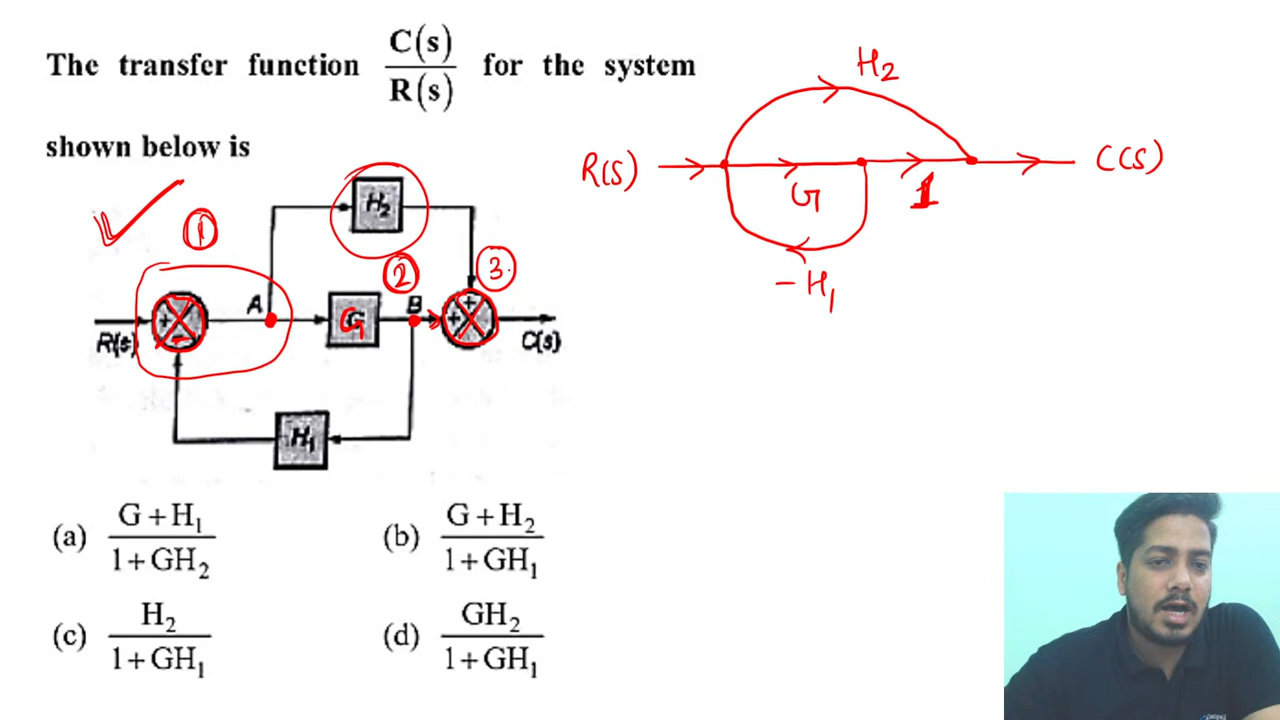 The transfer function C(s)/R(s) for the system
shown below is
1
H₂
2
3.
A
G
B
R(s)
C(s)
H₁
+
-
+
+
(a) G+H₁/1+GH₂
(b) G+H₂/1+GH₁
(c) H₂/1+GH₁
(d) GH₂/1+GH₁
H₂
R(s)
G
1
C(s)
-H₁